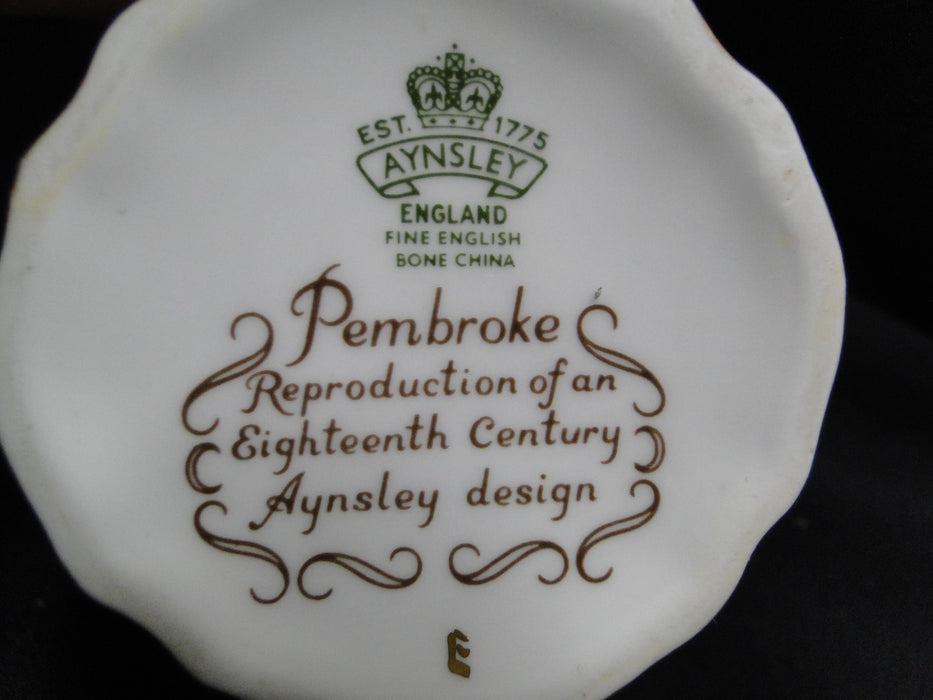 EST. 1775
AYNSLEY
ENGLAND
FINE ENGLISH
BONE CHINA
Pembroke
Reproduction of an
Eighteenth Century
Aynsley design
E